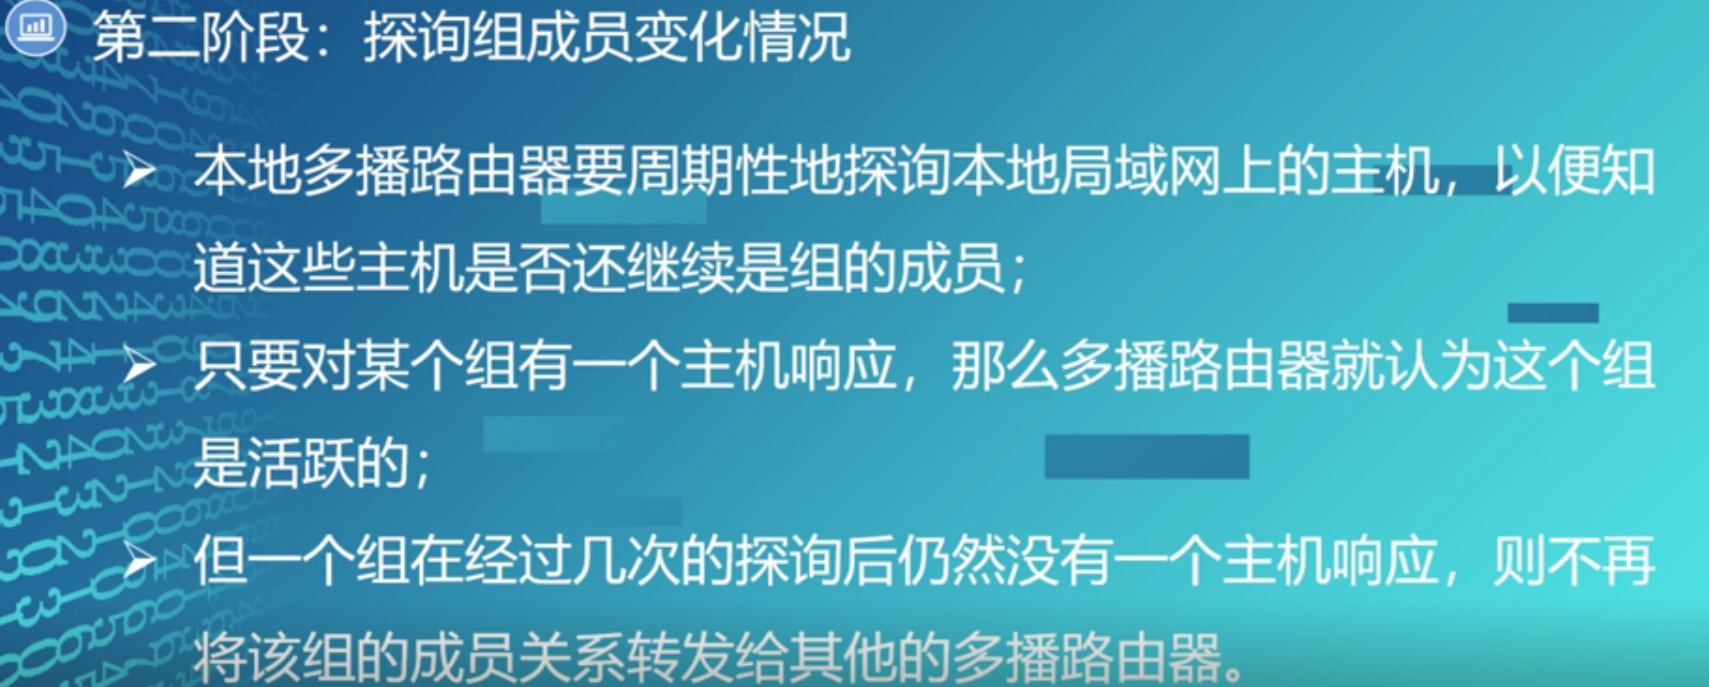 第二阶段：探询组成员变化情况
本地多播路由器要周期性地探询本地局域网上的主机，以便知
道这些主机是否还继续是组的成员；
只要对某个组有一个主机响应，那么多播路由器就认为这个组
是活跃的；
但一个组在经过几次的探询后仍然没有一个主机响应，则不再
将该组的成员关系转发给其他的多播路由器。